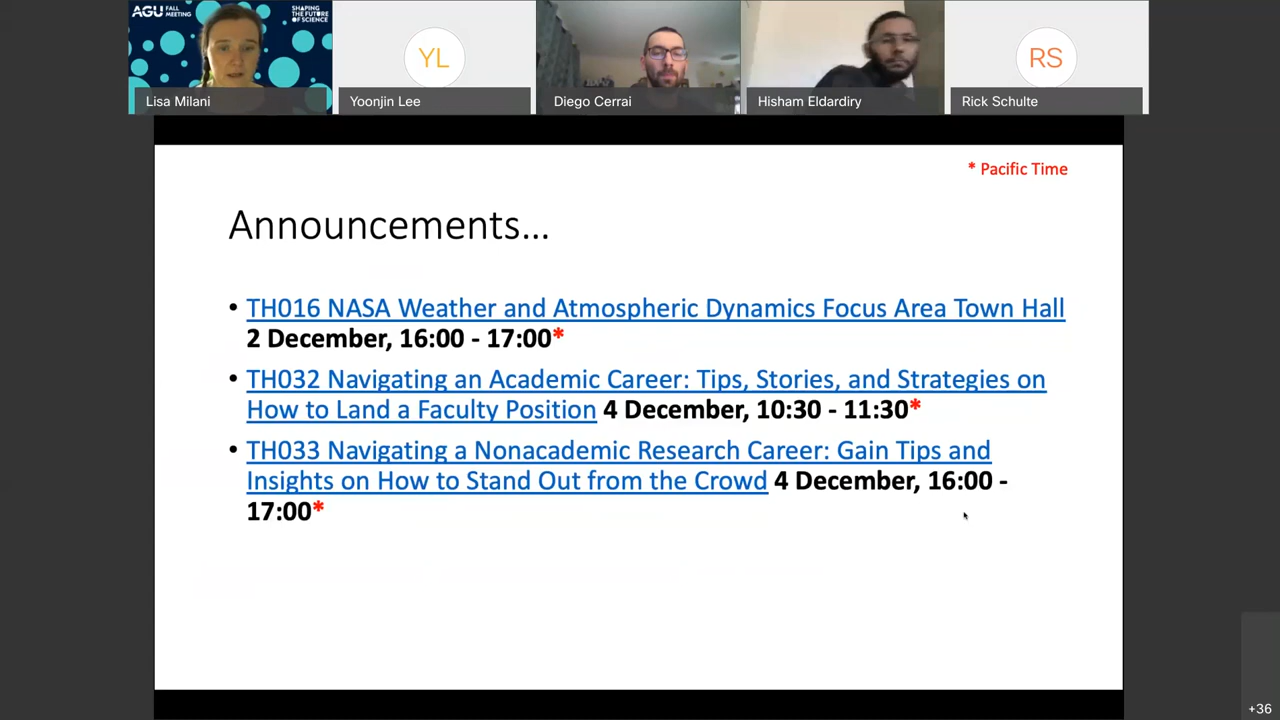 AGU FALL MEETING
SHAPING THE FUTURE OF SCIENCE
YL
RS
Lisa Milani
Yoonjin Lee
Diego Cerrai
Hisham Eldardiry
Rick Schulte
* Pacific Time
Announcements…
• TH016 NASA Weather and Atmospheric Dynamics Focus Area Town Hall
2 December, 16:00 - 17:00*
• TH032 Navigating an Academic Career: Tips, Stories, and Strategies on
How to Land a Faculty Position 4 December, 10:30 - 11:30*
• TH033 Navigating a Nonacademic Research Career: Gain Tips and
Insights on How to Stand Out from the Crowd 4 December, 16:00 -
17:00*
+36